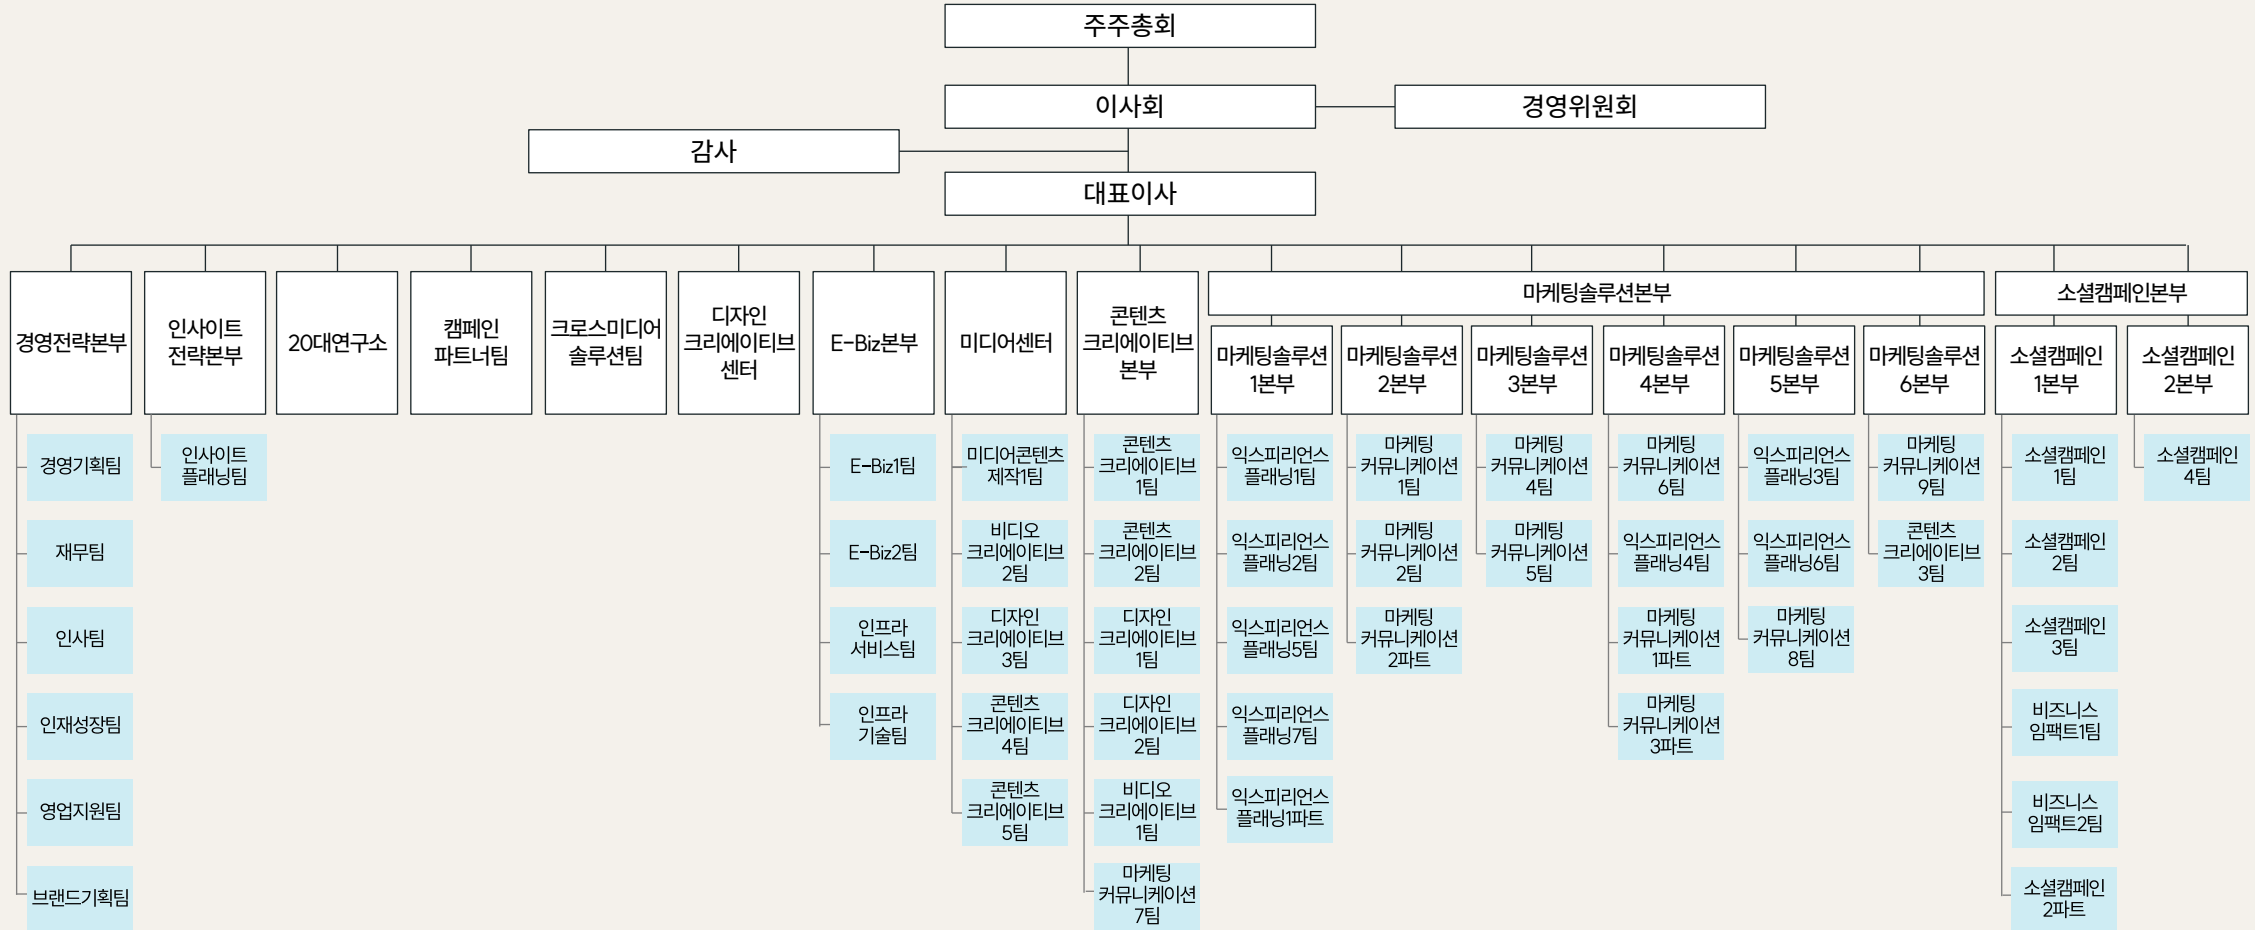 주주총회
이사회
경영위원회
감사
대표이사
경영전략본부
인사이트
전략본부
20대연구소
캠페인
파트너팀
크로스미디어
솔루션팀
디자인
크리에이티브
센터
E-Biz본부
미디어센터
콘텐츠
크리에이티브
본부
마케팅솔루션본부
소셜캠페인본부
마케팅솔루션
1본부
마케팅솔루션
2본부
마케팅솔루션
3본부
마케팅솔루션
4본부
마케팅솔루션
5본부
마케팅솔루션
6본부
소셜캠페인
1본부
소셜캠페인
2본부
경영기획팀
재무팀
인사팀
인재성장팀
영업지원팀
브랜드기획팀
인사이트
플래닝팀
E-Biz1팀
E-Biz2팀
인프라
서비스팀
인프라
기술팀
미디어콘텐츠
제작1팀
비디오
크리에이티브
2팀
디자인
크리에이티브
3팀
콘텐츠
크리에이티브
4팀
콘텐츠
크리에이티브
5팀
콘텐츠
크리에이티브
1팀
콘텐츠
크리에이티브
2팀
디자인
크리에이티브
1팀
디자인
크리에이티브
2팀
비디오
크리에이티브
1팀
마케팅
커뮤니케이션
7팀
익스피리언스
플래닝1팀
익스피리언스
플래닝2팀
익스피리언스
플래닝5팀
익스피리언스
플래닝7팀
익스피리언스
플래닝1파트
마케팅
커뮤니케이션
1팀
마케팅
커뮤니케이션
2팀
마케팅
커뮤니케이션
2파트
마케팅
커뮤니케이션
4팀
마케팅
커뮤니케이션
5팀
마케팅
커뮤니케이션
6팀
익스피리언스
플래닝4팀
마케팅
커뮤니케이션
1파트
마케팅
커뮤니케이션
3파트
익스피리언스
플래닝3팀
익스피리언스
플래닝6팀
마케팅
커뮤니케이션
8팀
마케팅
커뮤니케이션
9팀
콘텐츠
크리에이티브
3팀
소셜캠페인
1팀
소셜캠페인
2팀
소셜캠페인
3팀
비즈니스
임팩트1팀
비즈니스
임팩트2팀
소셜캠페인
2파트
소셜캠페인
4팀